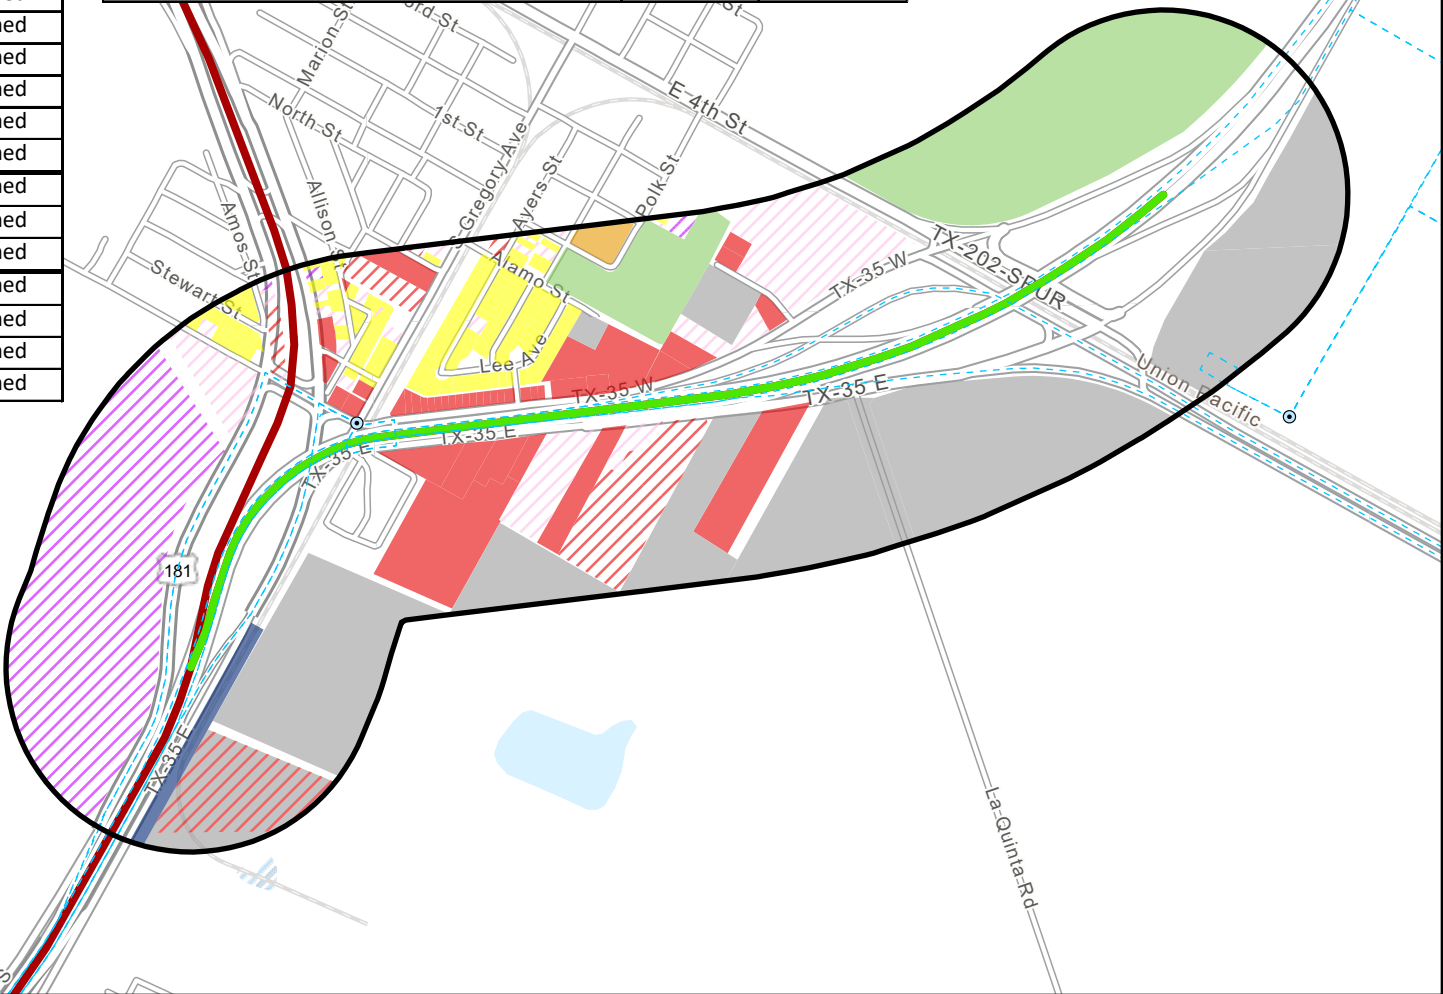 ned
ned
ned
ned
ned
ned
ned
ned
ned
ned
ned
ned
St
Marion-St
E 4th St
North-St
1st-St
Gregory-Ave
Ayers-St
Polk-St
Allison-St
Amos-St
Stewart-St
Alamo-St
TX-202-SPUR
TX-35-W
Lee-Ave
TX-35-W
TX-35 E
Union Pacific
TX-35-E
TX-35-E
181
TX-35-E
La-Quinta-Rd
S